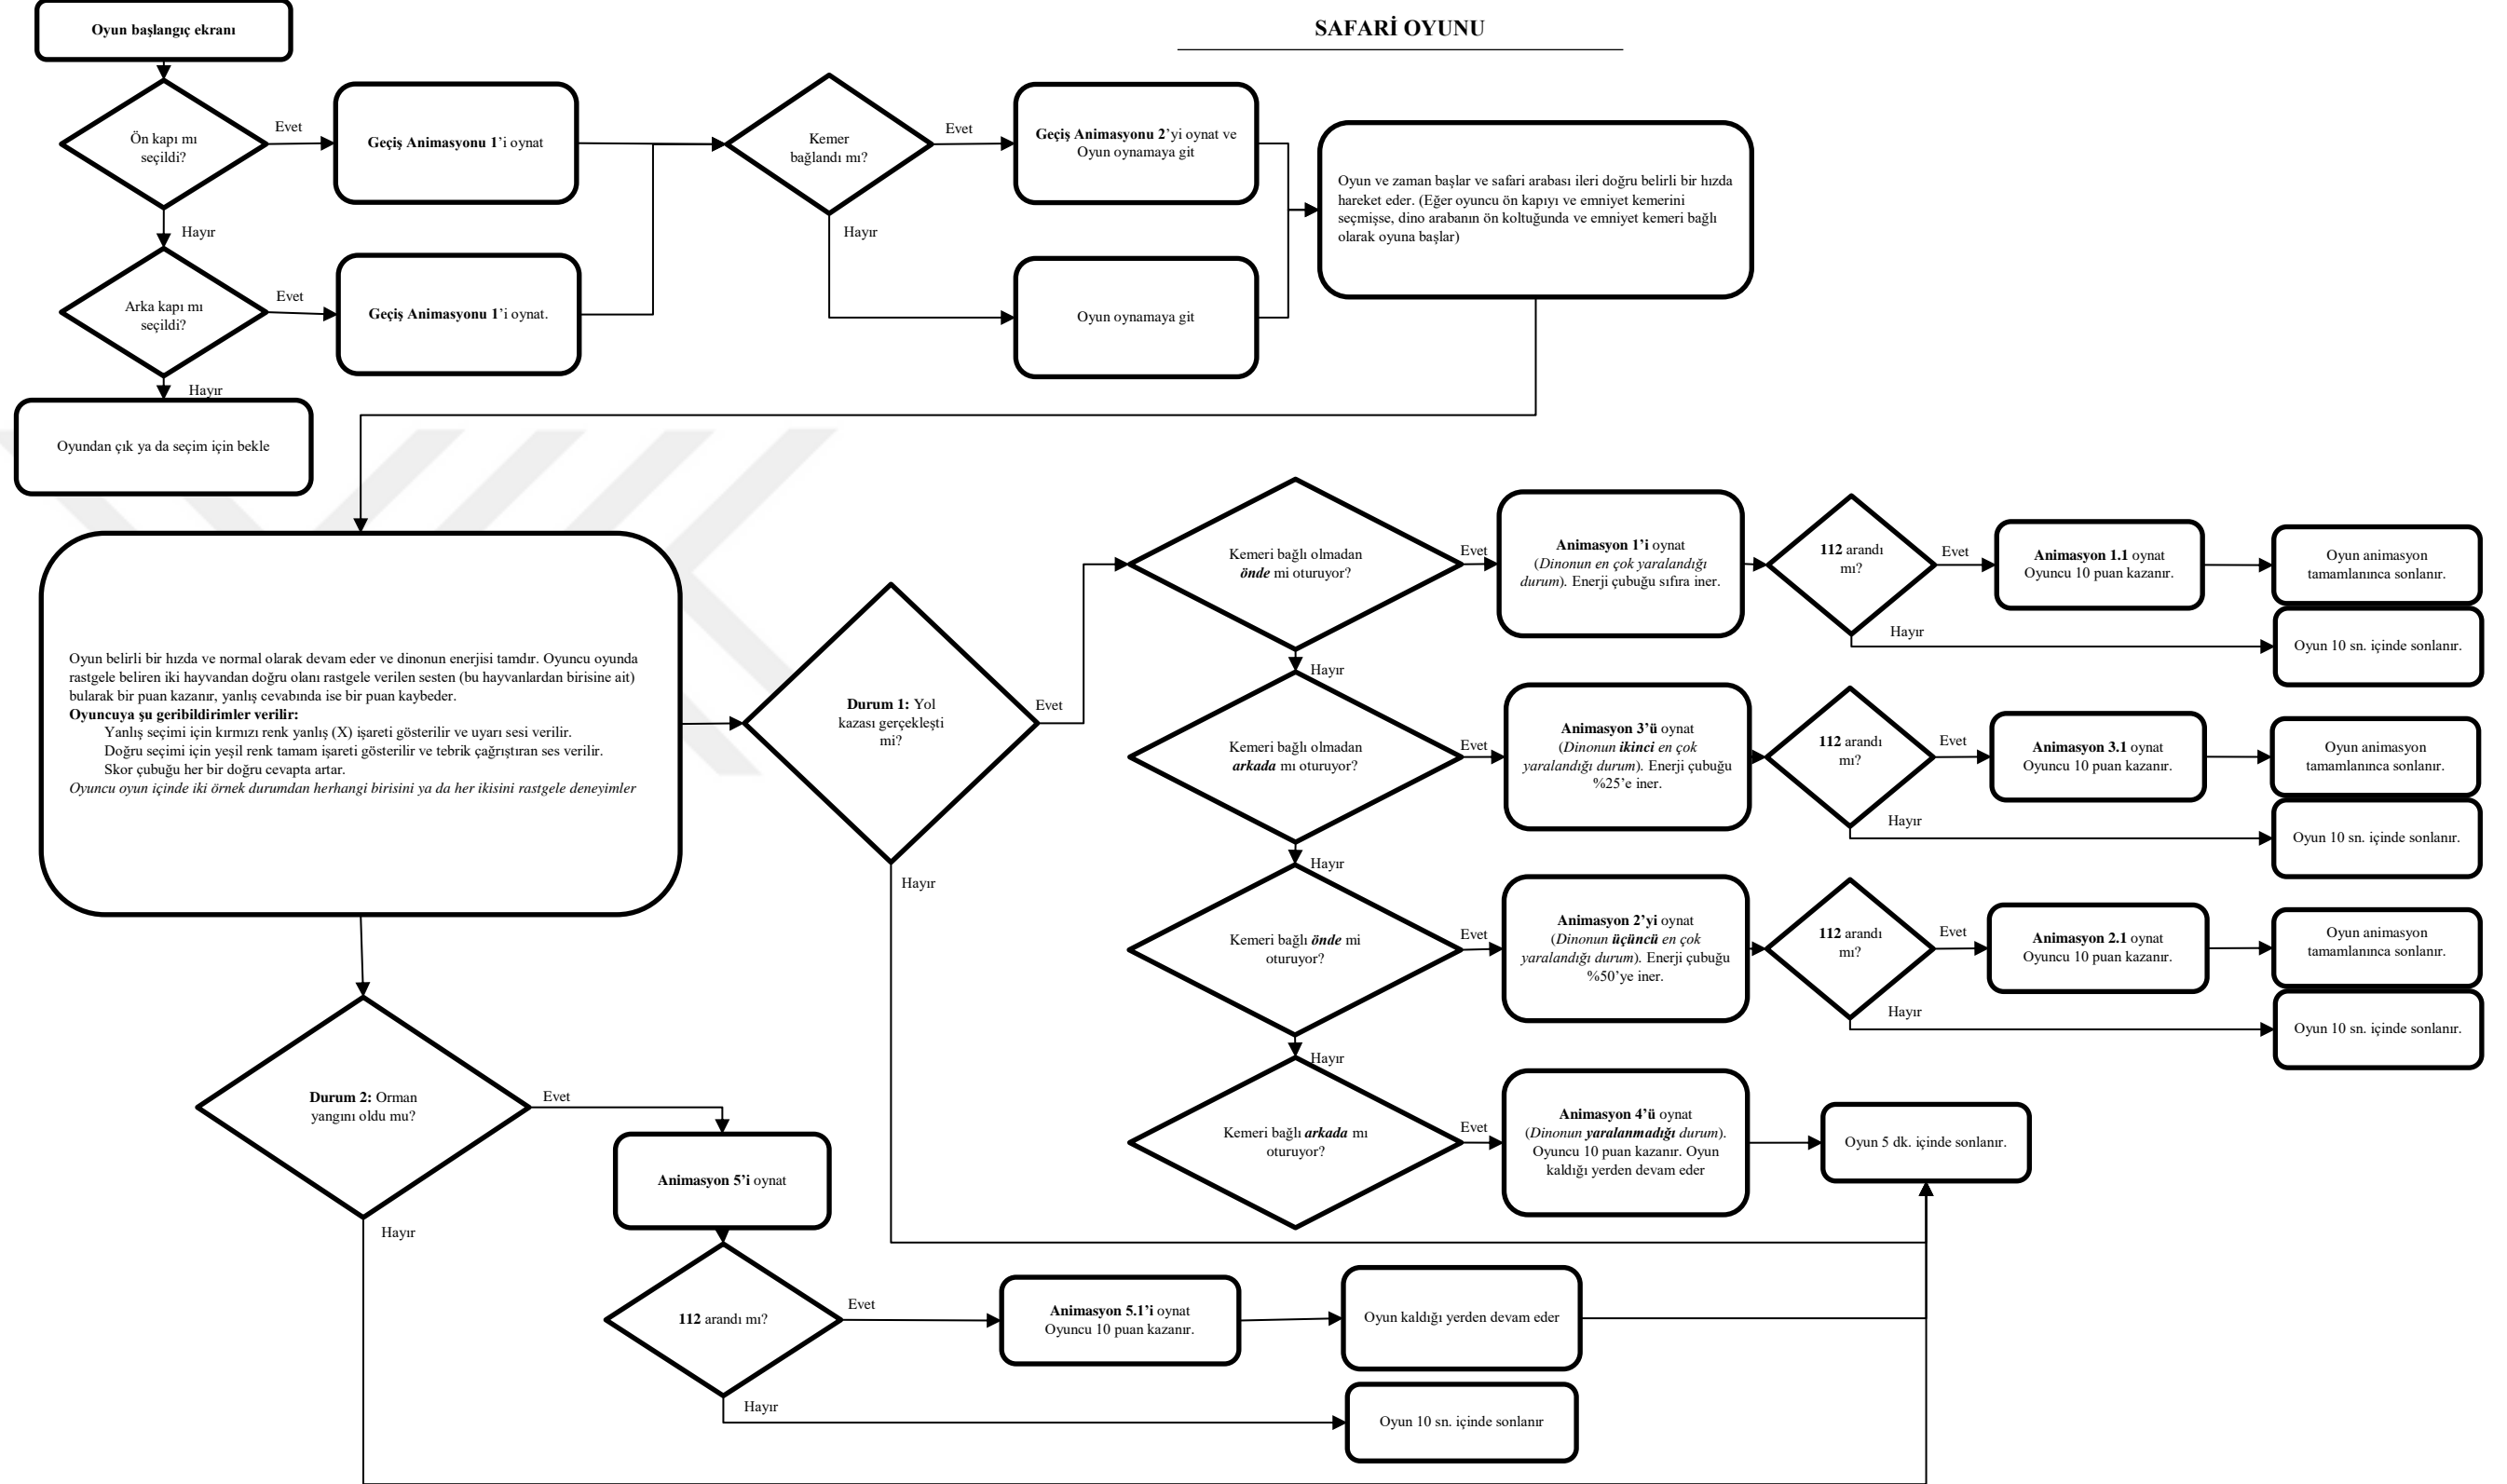 SAFARİ OYUNU
Oyun başlangıç ekranı
Ön kapı mı
seçildi?
Evet
Geçiş Animasyonu 1’i oynat
Kemer
bağlandı mı?
Evet
Geçiş Animasyonu 2’yi oynat ve
Oyun oynamaya git
Oyun ve zaman başlar ve safari arabası ileri doğru belirli bir hızda
hareket eder. (Eğer oyuncu ön kapıyı ve emniyet kemerini
seçmişse, dino arabanın ön koltuğunda ve emniyet kemeri bağlı
olarak oyuna başlar)
Hayır
Hayır
Arka kapı mı
seçildi?
Evet
Geçiş Animasyonu 1’i oynat.
Oyun oynamaya git
Hayır
Oyundan çık ya da seçim için bekle
Oyun belirli bir hızda ve normal olarak devam eder ve dinonun enerjisi tamdır. Oyuncu oyunda
rastgele beliren iki hayvandan doğru olanı rastgele verilen sesten (bu hayvanlardan birisine ait)
bularak bir puan kazanır, yanlış cevabında ise bir puan kaybeder.
Oyuncuya şu geribildirimler verilir:
Yanlış seçimi için kırmızı renk yanlış (X) işareti gösterilir ve uyarı sesi verilir.
Doğru seçimi için yeşil renk tamam işareti gösterilir ve tebrik çağrıştıran ses verilir.
Skor çubuğu her bir doğru cevapta artar.
Oyuncu oyun içinde iki örnek durumdan herhangi birisini ya da her ikisini rastgele deneyimler
Durum 1: Yol
kazası gerçekleşti
mi?
Evet
Hayır
Kemeri bağlı olmadan
önde mi oturuyor?
Evet
Animasyon 1’i oynat
(Dinonun en çok yaralandığı
durum). Enerji çubuğu sıfıra iner.
112 arandı
mı?
Evet
Animasyon 1.1 oynat
Oyuncu 10 puan kazanır.
Oyun animasyon
tamamlanınca sonlanır.
Hayır
Oyun 10 sn. içinde sonlanır.
Hayır
Kemeri bağlı olmadan
arkada mı oturuyor?
Evet
Animasyon 3’ü oynat
(Dinonun ikinci en çok
yaralandığı durum). Enerji çubuğu
%25’e iner.
112 arandı
mı?
Evet
Animasyon 3.1 oynat
Oyuncu 10 puan kazanır.
Oyun animasyon
tamamlanınca sonlanır.
Hayır
Oyun 10 sn. içinde sonlanır.
Hayır
Kemeri bağlı önde mi
oturuyor?
Evet
Animasyon 2’yi oynat
(Dinonun üçüncü en çok
yaralandığı durum). Enerji çubuğu
%50’ye iner.
112 arandı
mı?
Evet
Animasyon 2.1 oynat
Oyuncu 10 puan kazanır.
Oyun animasyon
tamamlanınca sonlanır.
Hayır
Oyun 10 sn. içinde sonlanır.
Hayır
Kemeri bağlı arkada mı
oturuyor?
Evet
Animasyon 4’ü oynat
(Dinonun yaralanmadığı durum).
Oyuncu 10 puan kazanır. Oyun
kaldığı yerden devam eder
Oyun 5 dk. içinde sonlanır.
Durum 2: Orman
yangını oldu mu?
Evet
Hayır
Animasyon 5’i oynat
112 arandı mı?
Evet
Animasyon 5.1’i oynat
Oyuncu 10 puan kazanır.
Oyun kaldığı yerden devam eder
Hayır
Oyun 10 sn. içinde sonlanır